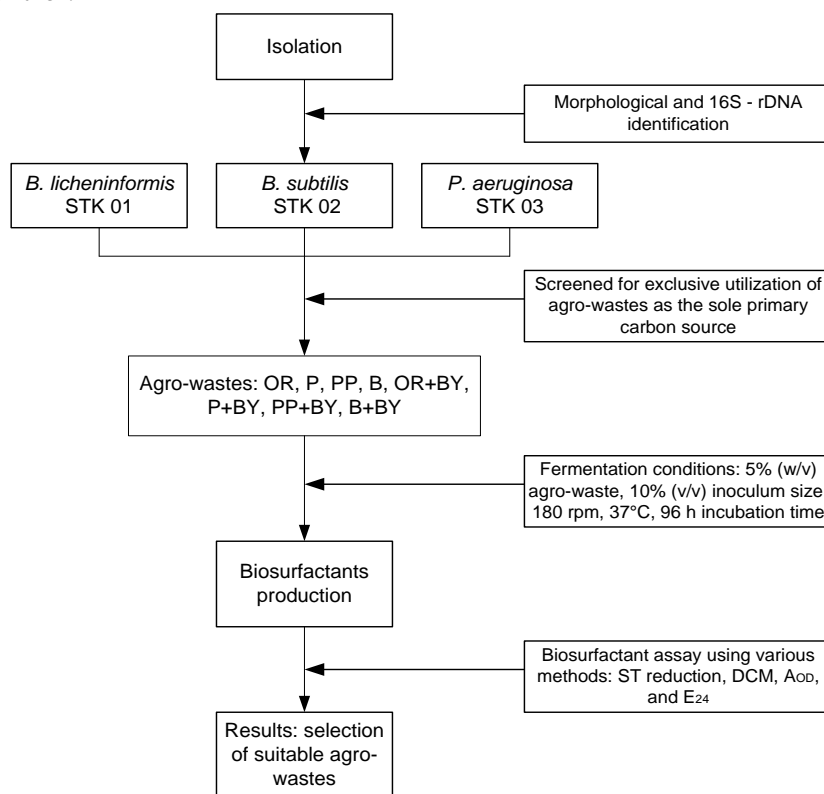 Isolation
Morphological and 16S - rDNA
identification
B. licheninformis
STK 01
B. subtilis
STK 02
P. aeruginosa
STK 03
Screened for exclusive utilization of
agro-wastes as the sole primary
carbon source
Agro-wastes: OR, P, PP, B, OR+BY,
P+BY, PP+BY, B+BY
Fermentation conditions: 5% (w/v)
agro-waste, 10% (v/v) inoculum size
180 rpm, 37°C, 96 h incubation time
Biosurfactants
production
Biosurfactant assay using various
methods: ST reduction, DCM, AOD,
and E24
Results: selection
of suitable agro-
wastes